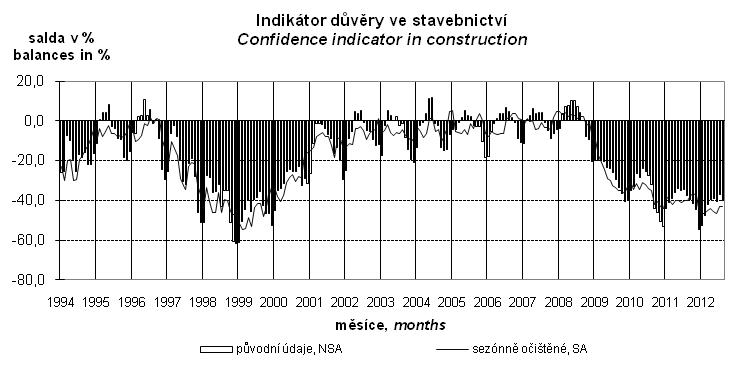 Indikátor důvěry ve stavebnictví
Confidence indicator in construction
salda v %
balances in %
20,0
0,0
-20,0
-40,0
-60,0
-80,0
1994 1995 1996 1997 1998 1999 2000 2001 2002 2003 2004 2005 2006 2007 2008 2009 2010 2011 2012
měsíce, months
původní údaje, NSA
sezónně očištěné, SA